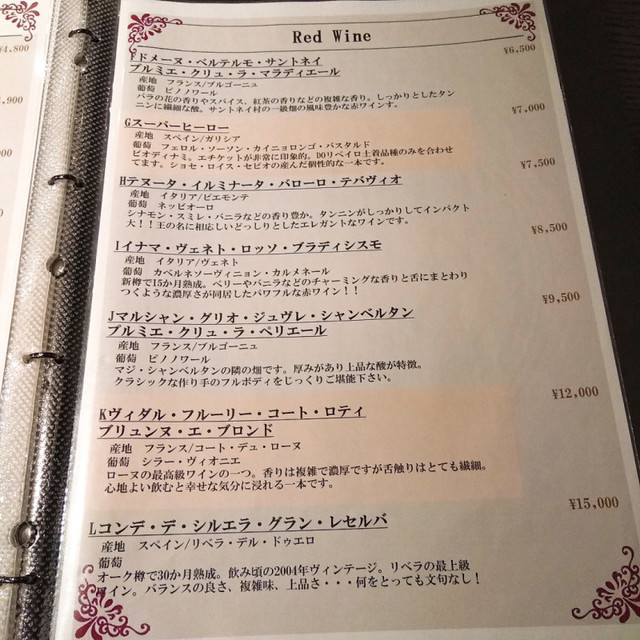 Red Wine
¥4,800
,900
000
500
500
¥6,500
Fドメーヌ・ベルテルモ・サントネイ
プルミエ・クリュ・ラ・マラディエール
産地 フランス/ブルゴーニュ
葡萄 ピノノワール
バラの花の香りやスパイス、紅茶の香りなどの複雑な香り。しっかりとしたタン
ニンに繊細な酸。サントネイ村の一級畑の風味豊かな赤ワインす。
¥7,000
Gスーパーヒーロー
産地 スペイン/ガリシア
葡萄 フェロル・ソーソン・カイニョロンゴ・バスタルド
ビオディナミ。エチケットが非常に印象的。DOリベイロ土着品種のみを合わせ
てます。ショセ・ロイス・セビオの産んだ個性的な一本です。
¥7,500
Hテヌータ・イルミナータ・バローロ・テバヴィオ
産地 イタリア/ピエモンテ
葡萄 ネッビオーロ
シナモン・スミレ・バニラなどの香り豊か。タンニンがしっかりしてインパクト
大!!王の名に相応しいどっしりとしたエレガントなワインです。
¥8,500
Iイナマ・ヴェネト・ロッソ・ブラディシスモ
産地 イタリア/ヴェネト
葡萄 カベルネソーヴィニョン・カルメネール
新樽で15か月熟成。ベリーやバニラなどのチャーミングな香りと舌にまとわり
つくような濃厚さが同居したパワフルな赤ワイン!!
¥9,500
Jマルシャン・グリオ・ジュヴレ・シャンベルタン
プルミエ・クリュ・ラ・ペリエール
産地 フランス/ブルゴーニュ
葡萄 ピノノワール
マジ・シャンベルタンの隣の畑です。厚みがあり上品な酸が特徴。
クラシックな作り手のフルボディをじっくりご堪能下さい。
¥12,000
Kヴィダル・フルーリー・コート・ロティ
ブリュンヌ・エ・ブロンド
産地 フランス/コート・デュ・ローヌ
葡萄 シラー・ヴィオニエ
ローヌの最高級ワインの一つ。香りは複雑で濃厚ですが舌触りはとても繊細。
心地よい飲むと幸せな気分に浸れる一本です。
¥15,000
Lコンデ・デ・シルエラ・グラン・レセルバ
産地 スペイン/リベラ・デル・ドゥエロ
葡萄
オーク樽で30か月熟成。飲み頃の2004年ヴィンテージ。リベラの最上級
ワイン。バランスの良さ、複雑味、上品さ・・・何をとっても文句なし!